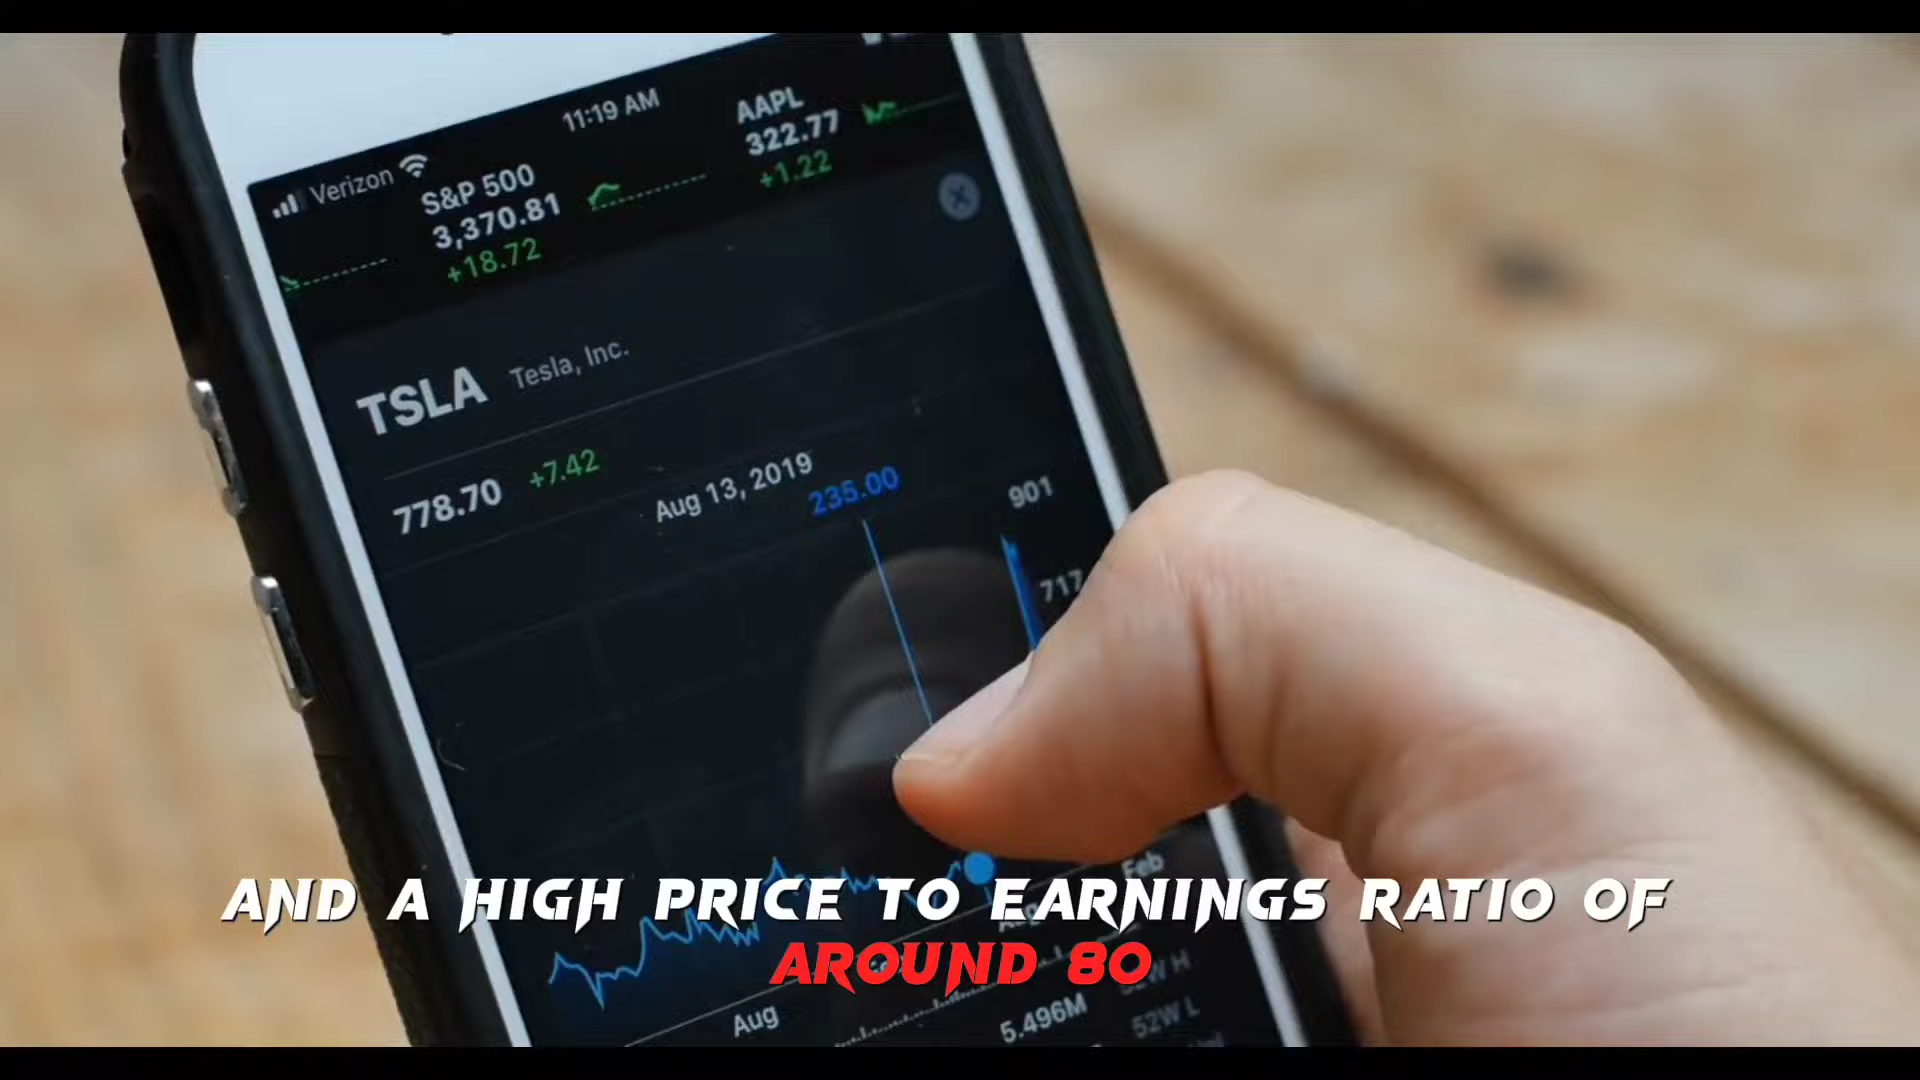 11:19 AM
Verizon
S&P 500
3,370.81
+18.72
AAPL
322.77
+1.22
TSLA Tesla, Inc.
778.70 +7.42
Aug 13, 2019 235.00
901
717
Feb
AND A HIGH PRICE TO EARNINGS RATIO OF
AROUND 80
Aug
5.496M
52W H
52W L